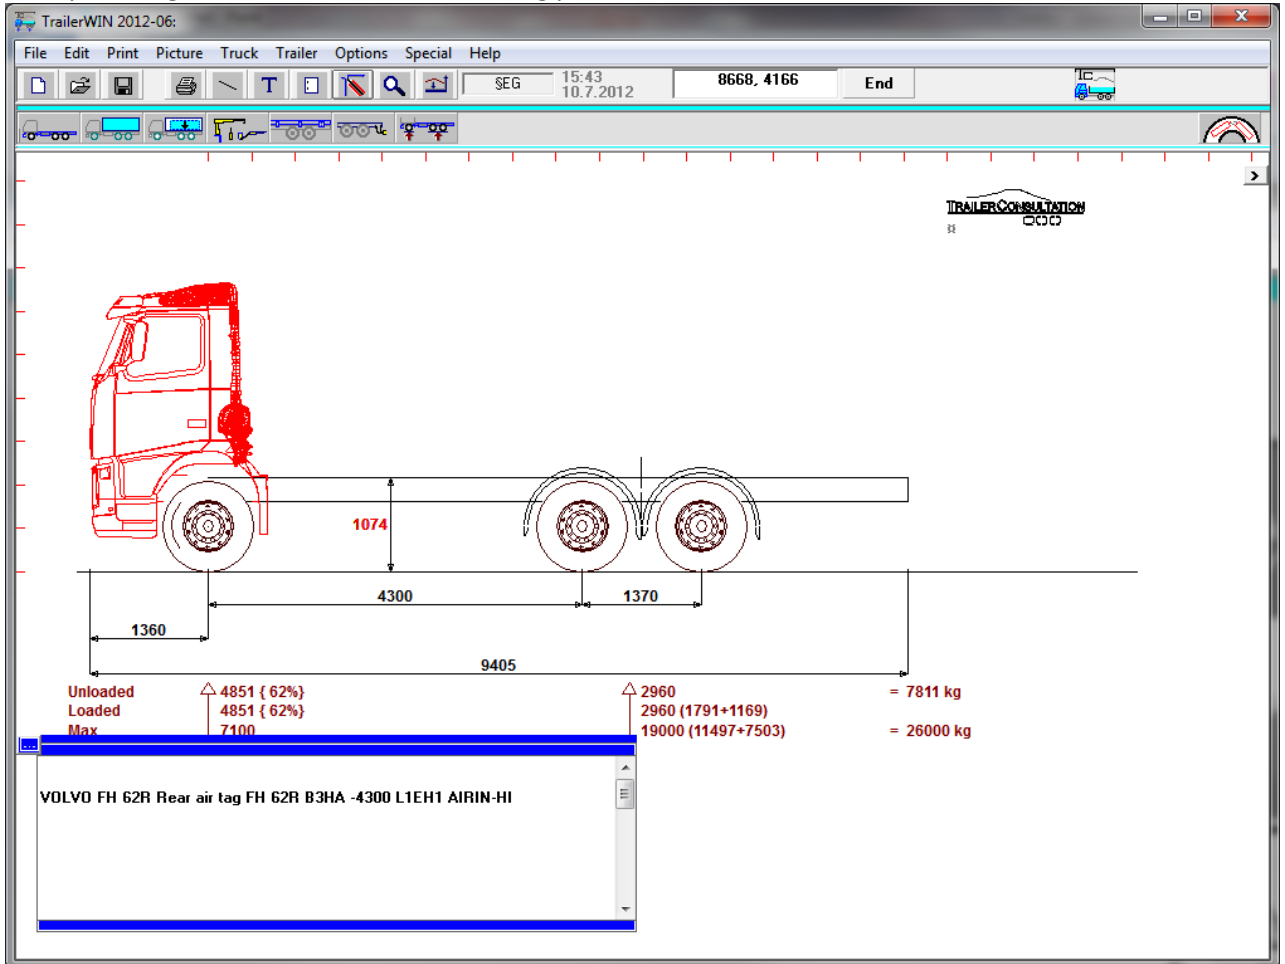 TrailerWIN 2012-06:
File Edit Print Picture Truck Trailer Options Special Help
T
§EG
15:43
10.7.2012
8668, 4166
End
TC
TRAILERCONSULTATION
1074
4300
1370
1360
9405
Unloaded 4851 { 62%} 2960 = 7811 kg
Loaded 4851 { 62%} 2960 (1791+1169)
Max 7100 19000 (11497+7503) = 26000 kg
...
VOLVO FH 62R Rear air tag FH 62R B3HA -4300 L1EH1 AIRIN-HI